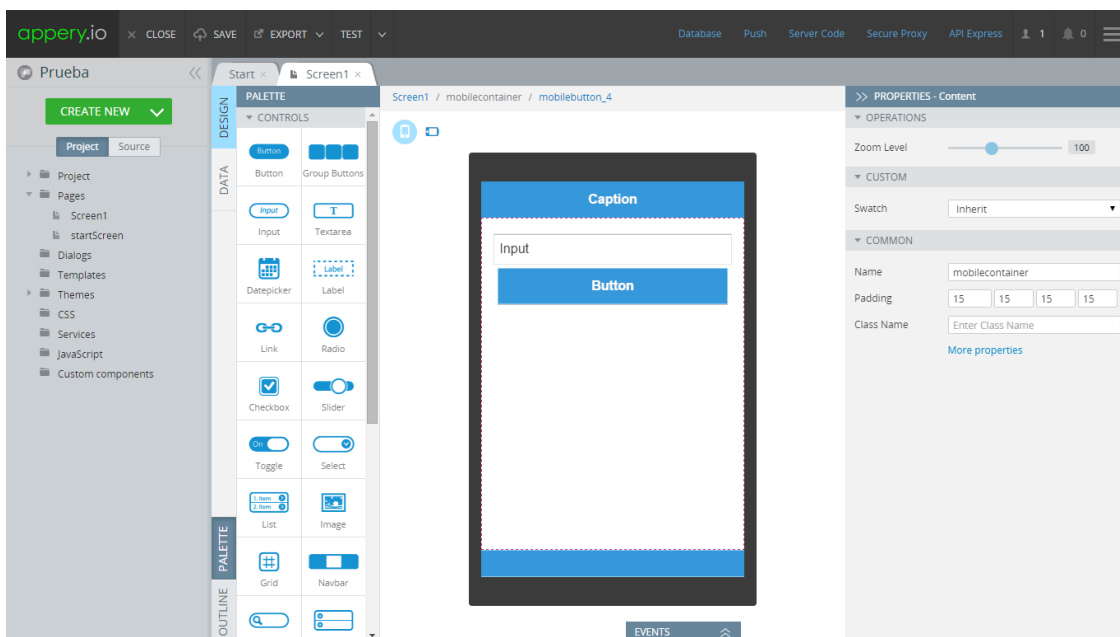 appery.io × CLOSE SAVE EXPORT TEST Database Push Server Code Secure Proxy API Express 1 0
Prueba
Start × Screen1 ×
CREATE NEW
Project Source
Project
Pages
Screen1
startScreen
Dialogs
Templates
Themes
CSS
Services
JavaScript
Custom components
DESIGN
DATA
PALETTE
OUTLINE
PALETTE
CONTROLS
Button
Button Group Buttons
Input T
Input Textarea
Label
Datepicker Label
Link Radio
Checkbox Slider
On
Toggle Select
1. Item
2. Item
List Image
Grid Navbar
Screen1 / mobilecontainer / mobilebutton_4
Caption
Input
Button
EVENTS
PROPERTIES - Content
OPERATIONS
Zoom Level 100
CUSTOM
Swatch Inherit
COMMON
Name mobilecontainer
Padding 15 15 15 15
Class Name Enter Class Name
More properties